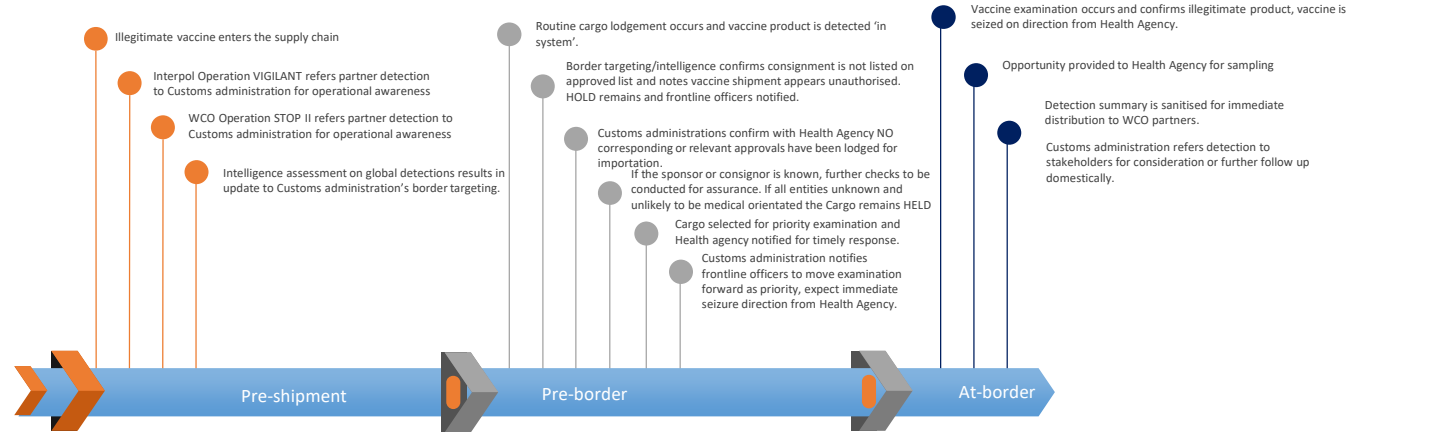 Illegitimate vaccine enters the supply chain
Interpol Operation VIGILANT refers partner detection
to Customs administration for operational awareness
WCO Operation STOP II refers partner detection to
Customs administration for operational awareness
Intelligence assessment on global detections results in
update to Customs administration's border targeting.
Routine cargo lodgement occurs and vaccine product is detected 'in
system'.
Border targeting/intelligence confirms consignment is not listed on
approved list and notes vaccine shipment appears unauthorised.
HOLD remains and frontline officers notified.
Customs administrations confirm with Health Agency NO
corresponding or relevant approvals have been lodged for
importation.
If the sponsor or consignor is known, further checks to be
conducted for assurance. If all entities unknown and
unlikely to be medical orientated the Cargo remains HELD
Cargo selected for priority examination and
Health agency notified for timely response.
Customs administration notifies
frontline officers to move examination
forward as priority, expect immediate
seizure direction from Health Agency.
Vaccine examination occurs and confirms illegitimate product, vaccine is
seized on direction from Health Agency.
Opportunity provided to Health Agency for sampling
Detection summary is sanitised for immediate
distribution to WCO partners.
Customs administration refers detection to
stakeholders for consideration or further follow up
domestically.
Pre-shipment
Pre-border
At-border